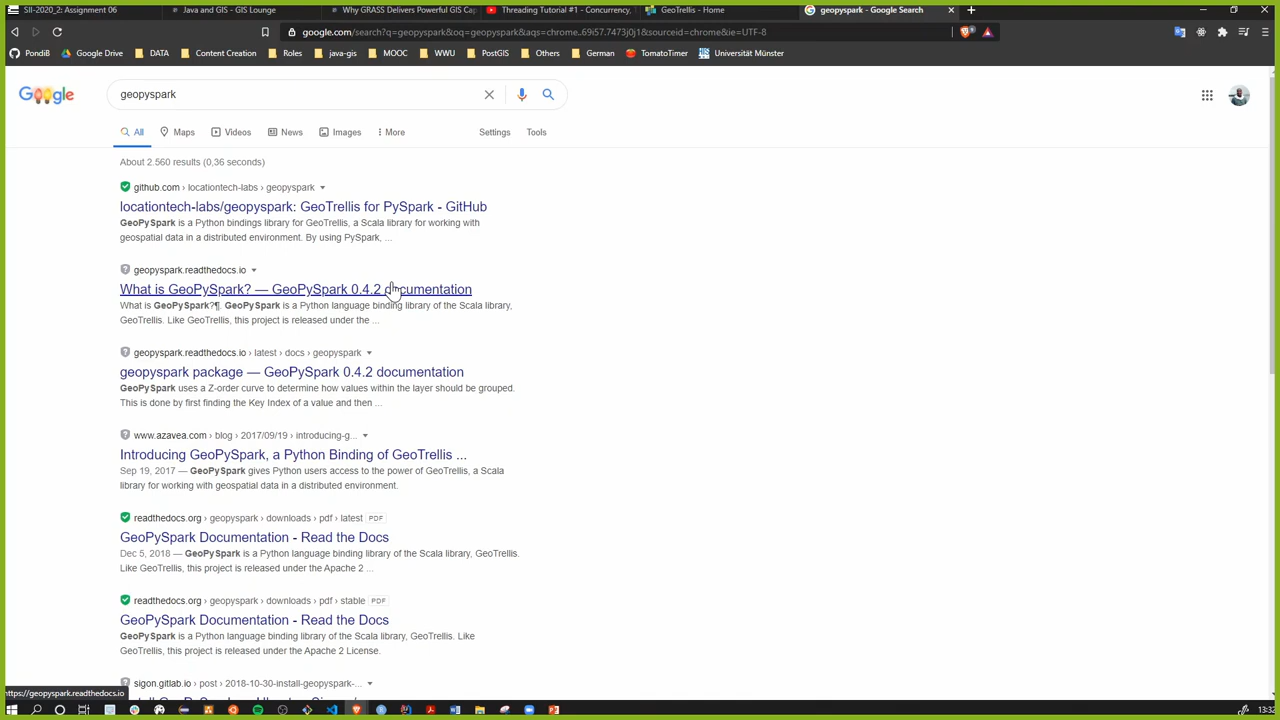 SII-2020_2: Assignment 06
Java and GIS - GIS Lounge
Why GRASS Delivers Powerful GIS Cap
Threading Tutorial #1 - Concurrency,
GeoTrellis - Home
geopyspark - Google Search
google.com/search?q=geopyspark&oq=geopyspark&aqs=chrome..69i57.7473j0j1&sourceid=chrome&ie=UTF-8
PondiB Google Drive DATA Content Creation Roles java-gis MOOC WWU PostGIS Others German TomatoTimer Universität Münster
Google
geopyspark
All Maps Videos News Images More Settings Tools
About 2.560 results (0,36 seconds)
github.com › locationtech-labs › geopyspark
locationtech-labs/geopyspark: GeoTrellis for PySpark - GitHub
GeoPySpark is a Python bindings library for GeoTrellis, a Scala library for working with
geospatial data in a distributed environment. By using PySpark, ...
geopyspark.readthedocs.io
What is GeoPySpark? — GeoPySpark 0.4.2 documentation
What is GeoPySpark?¶. GeoPySpark is a Python language binding library of the Scala library,
GeoTrellis. Like GeoTrellis, this project is released under the ...
geopyspark.readthedocs.io › latest › docs › geopyspark
geopyspark package — GeoPySpark 0.4.2 documentation
GeoPySpark uses a Z-order curve to determine how values within the layer should be grouped.
This is done by first finding the Key Index of a value and then ...
www.azavea.com › blog › 2017/09/19 › introducing-g...
Introducing GeoPySpark, a Python Binding of GeoTrellis ...
Sep 19, 2017 — GeoPySpark gives Python users access to the power of GeoTrellis, a Scala
library for working with geospatial data in a distributed environment.
readthedocs.org › geopyspark › downloads › pdf › latest PDF
GeoPySpark Documentation - Read the Docs
Dec 5, 2018 — GeoPySpark is a Python language binding library of the Scala library, GeoTrellis.
Like GeoTrellis, this project is released under the Apache 2 ...
readthedocs.org › geopyspark › downloads › pdf › stable PDF
GeoPySpark Documentation - Read the Docs
GeoPySpark is a Python language binding library of the Scala library, GeoTrellis. Like
GeoTrellis, this project is released under the Apache 2 License.
sigon.gitlab.io › post › 2018-10-30-install-geopyspark-...
https://geopyspark.readthedocs.io
13:32